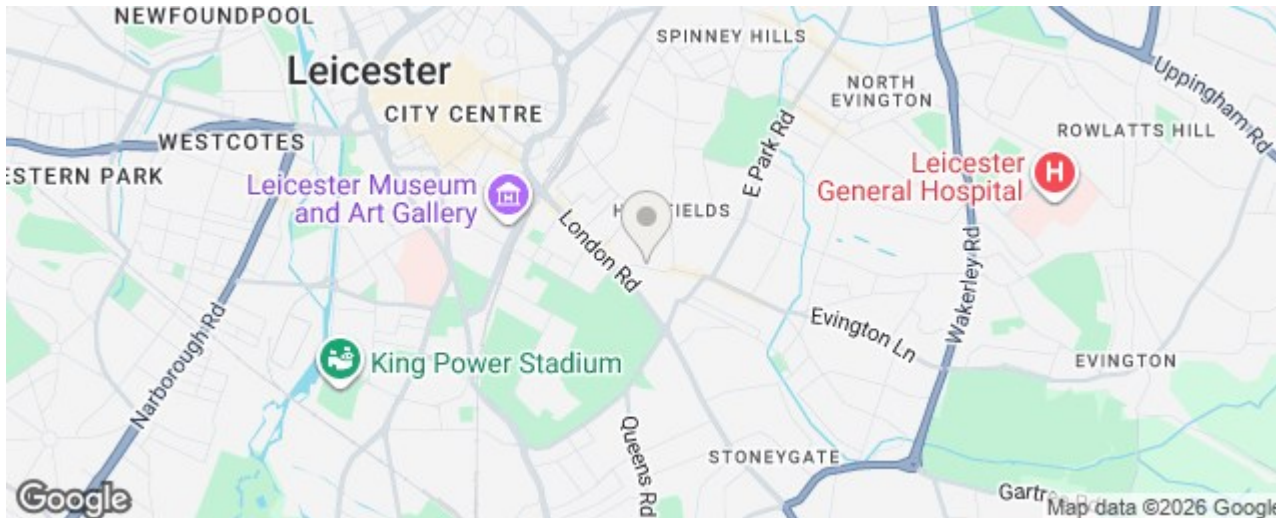 NEWFOUNDPOOL
SPINNEY HILLS
Leicester
NORTH
EVINGTON
Uppingham Rd
CITY CENTRE
WESTCOTES
ROWLATTS HILL
ESTERN PARK
E Park Rd
Leicester
General Hospital
H
Leicester Museum
and Art Gallery
London Rd
Wakerley Rd
Narborough Rd
Evington Ln
King Power Stadium
EVINGTON
Queens Rd
STONEYGATE
Google
Map data ©2026 Google